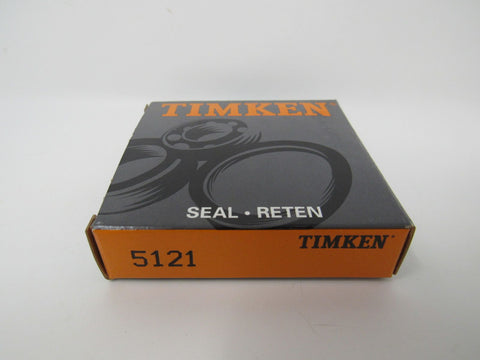 TIMKEN
SEAL • RETEN
TIMKEN
5121